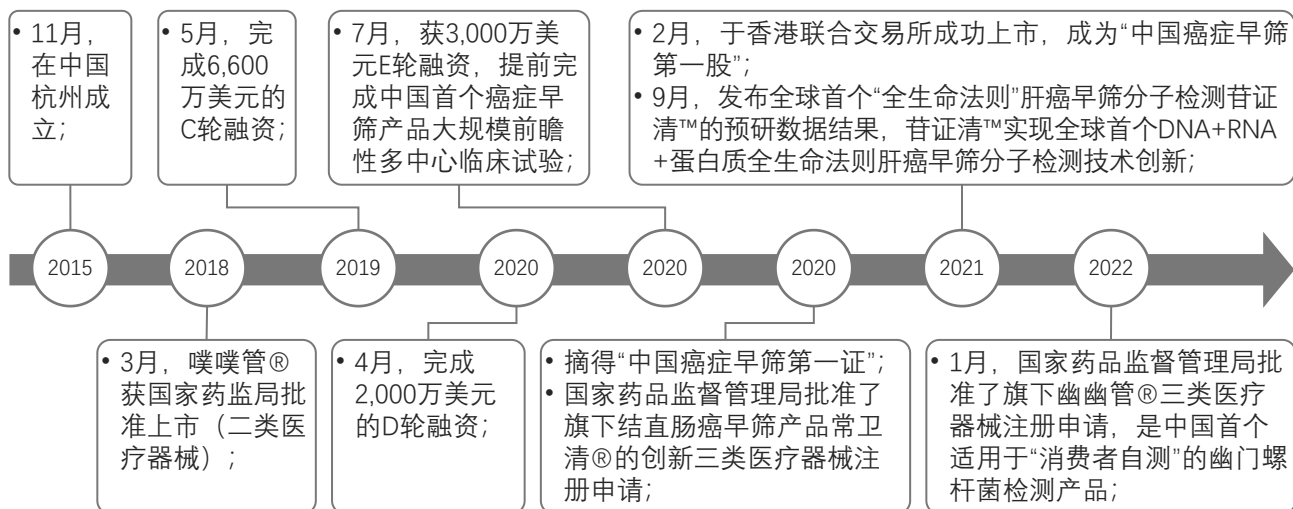 • 11月，
在中国
杭州成
立；
• 5月，完
成6,600
万美元的
C轮融资；
• 7月，获3,000万美
元E轮融资，提前完
成中国首个癌症早
筛产品大规模前瞻
性多中心临床试验；
• 2月，于香港联合交易所成功上市，成为“中国癌症早筛
第一股”；
• 9月，发布全球首个“全生命法则”肝癌早筛分子检测苷证
清™的预研数据结果，苷证清™实现全球首个DNA+RNA
+蛋白质全生命法则肝癌早筛分子检测技术创新；
2015
2018
2019
2020
2020
2020
2021
2022
• 3月，噗噗管®
获国家药监局批
准上市（二类医
疗器械）；
• 4月，完成
2,000万美元
的D轮融资；
• 摘得“中国癌症早筛第一证”；
• 国家药品监督管理局批准了
旗下结直肠癌早筛产品常卫
清®的创新三类医疗器械注
册申请；
• 1月，国家药品监督管理局批
准了旗下幽幽管®三类医疗
器械注册申请，是中国首个
适用于“消费者自测”的幽门螺
杆菌检测产品；